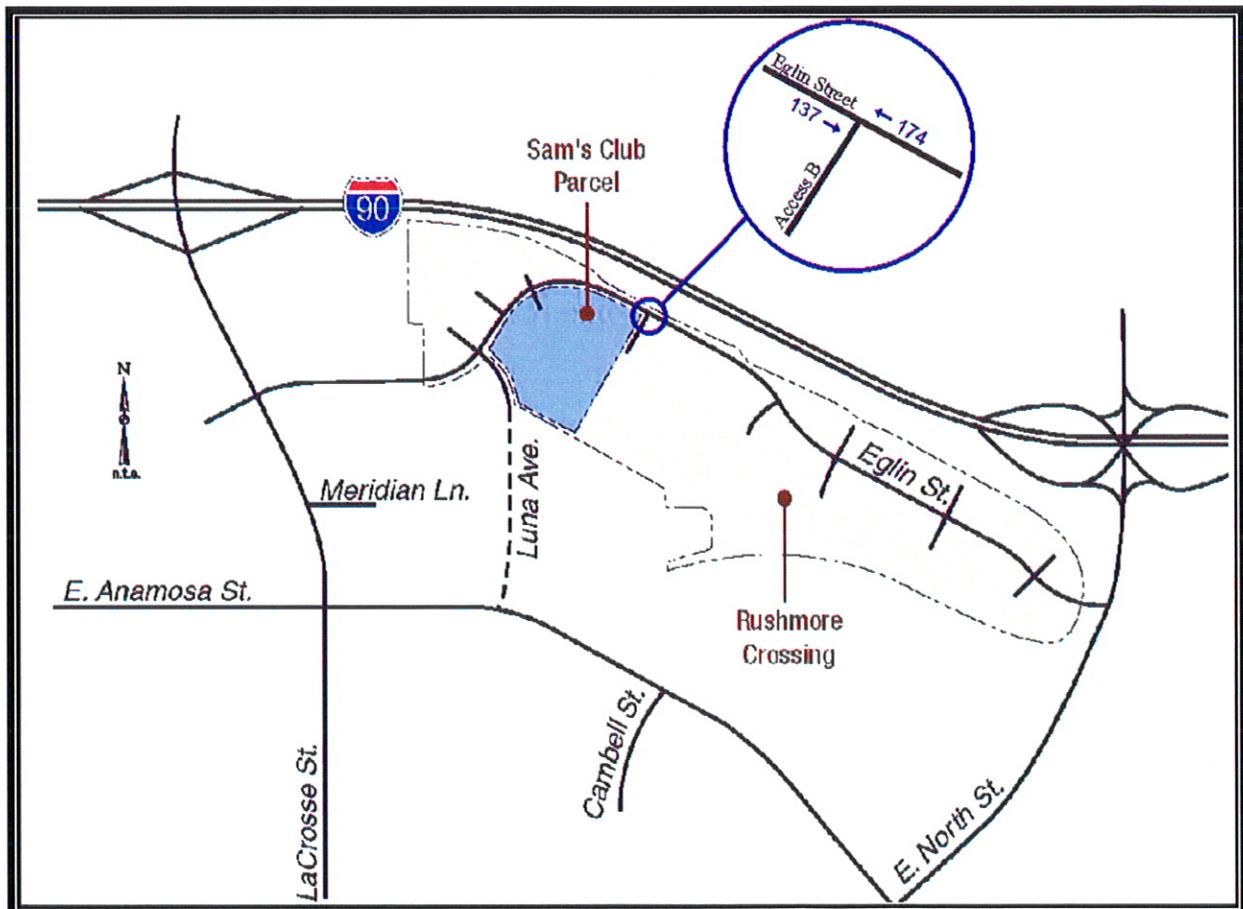 Eglin Street
137 →
← 174
Access B
Sam's Club
Parcel
90
N
n.t.s.
Meridian Ln.
Luna Ave.
Eglin St.
E. Anamosa St.
Rushmore
Crossing
LaCrosse St.
Cambell St.
E. North St.